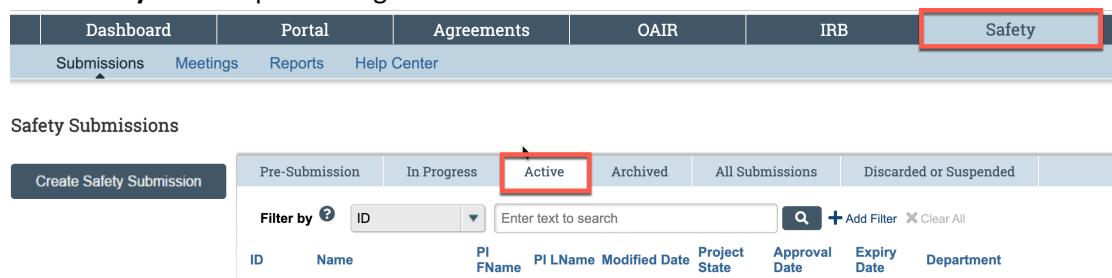 Dashboard Portal Agreements OAIR IRB Safety
Submissions Meetings Reports Help Center
Safety Submissions
Create Safety Submission
Pre-Submission In Progress Active Archived All Submissions Discarded or Suspended
Filter by ? ID Enter text to search Add Filter Clear All
ID Name PI FName PI LName Modified Date Project State Approval Date Expiry Date Department